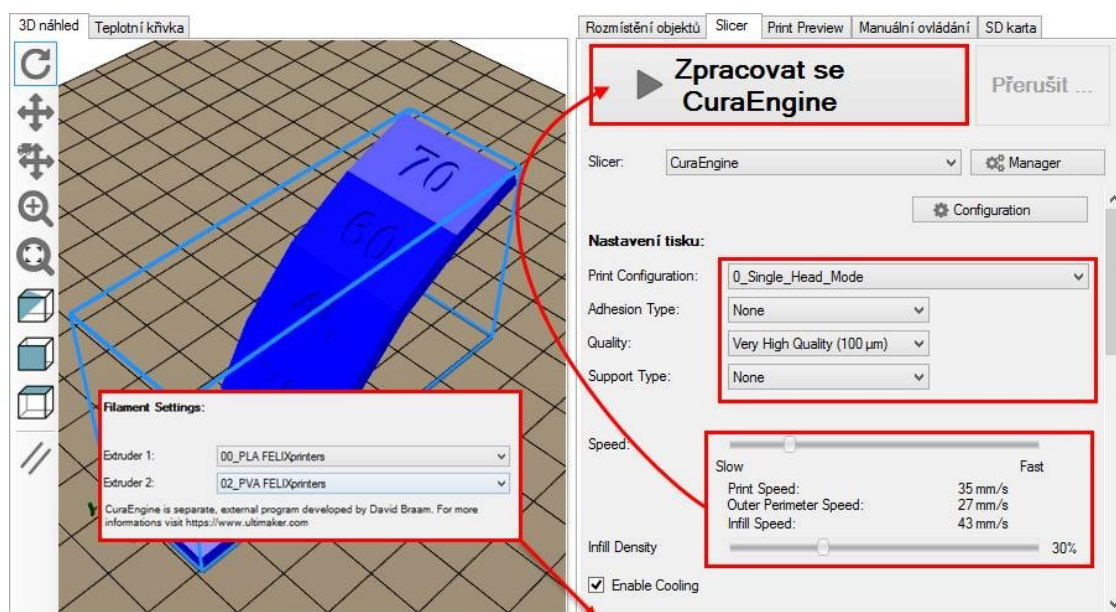 3D náhled
Teplotní křivka
70
60
Filament Settings:
Extruder 1:
00_PLA FELIXprinters
Extruder 2:
02_PVA FELIXprinters
CuraEngine is separate, external program developed by David Braam. For more
informations visit https://www.ultimaker.com
Rozmístění objektů
Slicer
Print Preview
Manuální ovládání
SD karta
Zpracovat se
CuraEngine
Přerušit ...
Slicer:
CuraEngine
Manager
Configuration
Nastavení tisku:
Print Configuration:
0_Single_Head_Mode
Adhesion Type:
None
Quality:
Very High Quality (100 µm)
Support Type:
None
Speed:
Slow
Fast
Print Speed:
35 mm/s
Outer Perimeter Speed:
27 mm/s
Infill Speed:
43 mm/s
Infill Density
30%
Enable Cooling